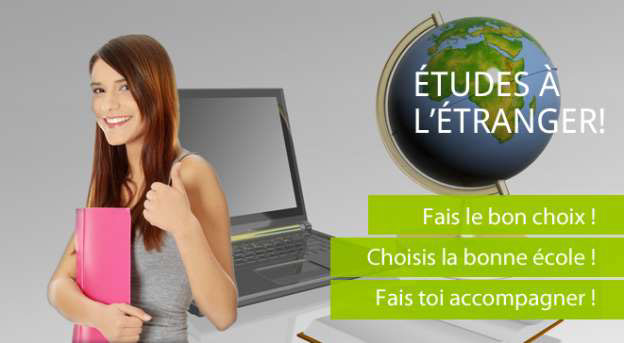 ÉTUDES À
L'ÉTRANGER!
Fais le bon choix !
Choisis la bonne école !
Fais toi accompagner !